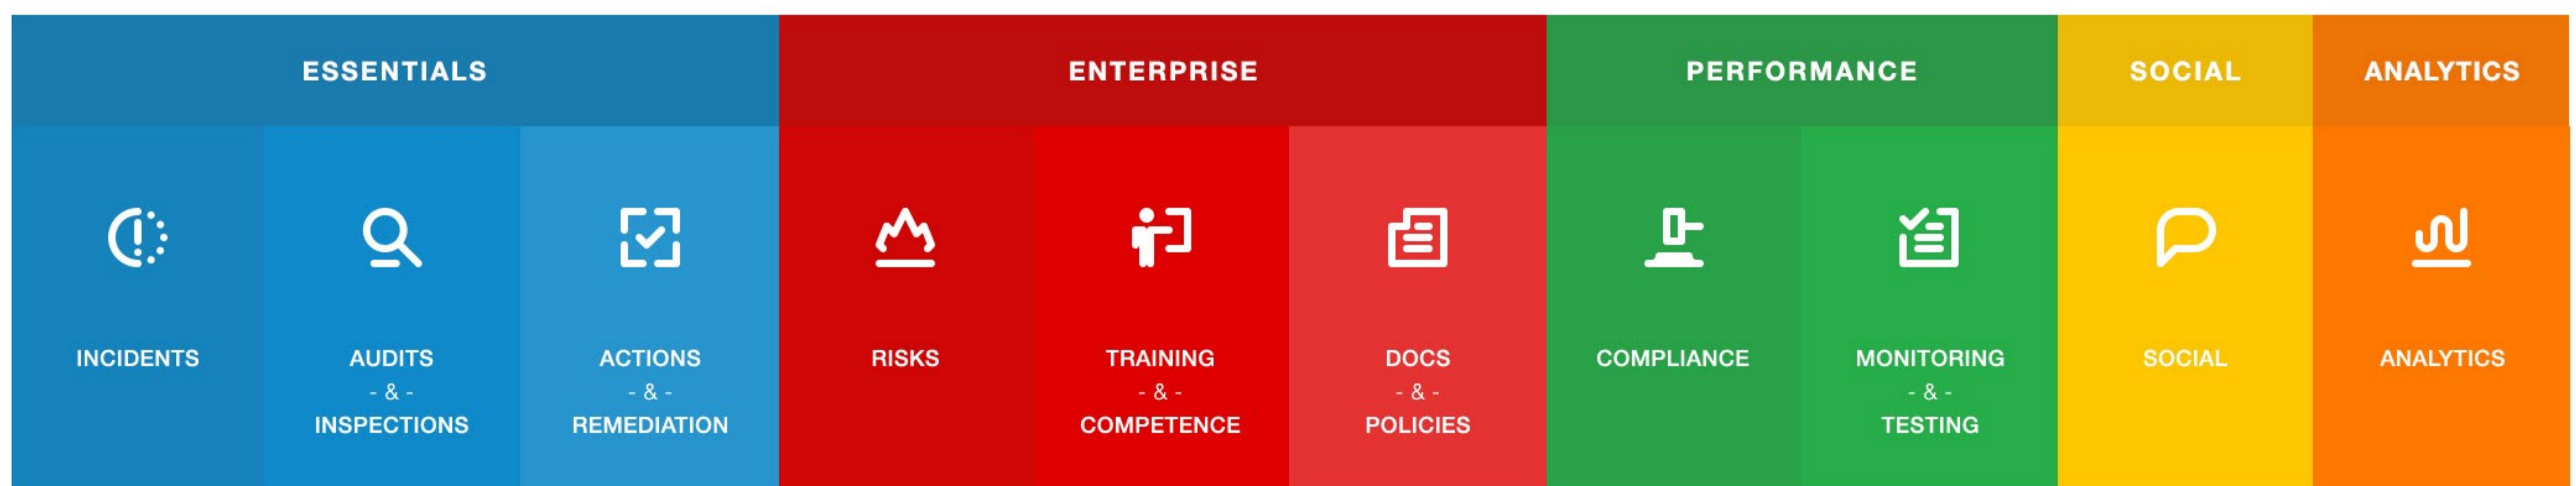 ESSENTIALS
ENTERPRISE
PERFORMANCE
SOCIAL
ANALYTICS
INCIDENTS
AUDITS
- & -
INSPECTIONS
ACTIONS
- & -
REMEDIATION
RISKS
TRAINING
- & -
COMPETENCE
DOCS
- & -
POLICIES
COMPLIANCE
MONITORING
- & -
TESTING
SOCIAL
ANALYTICS